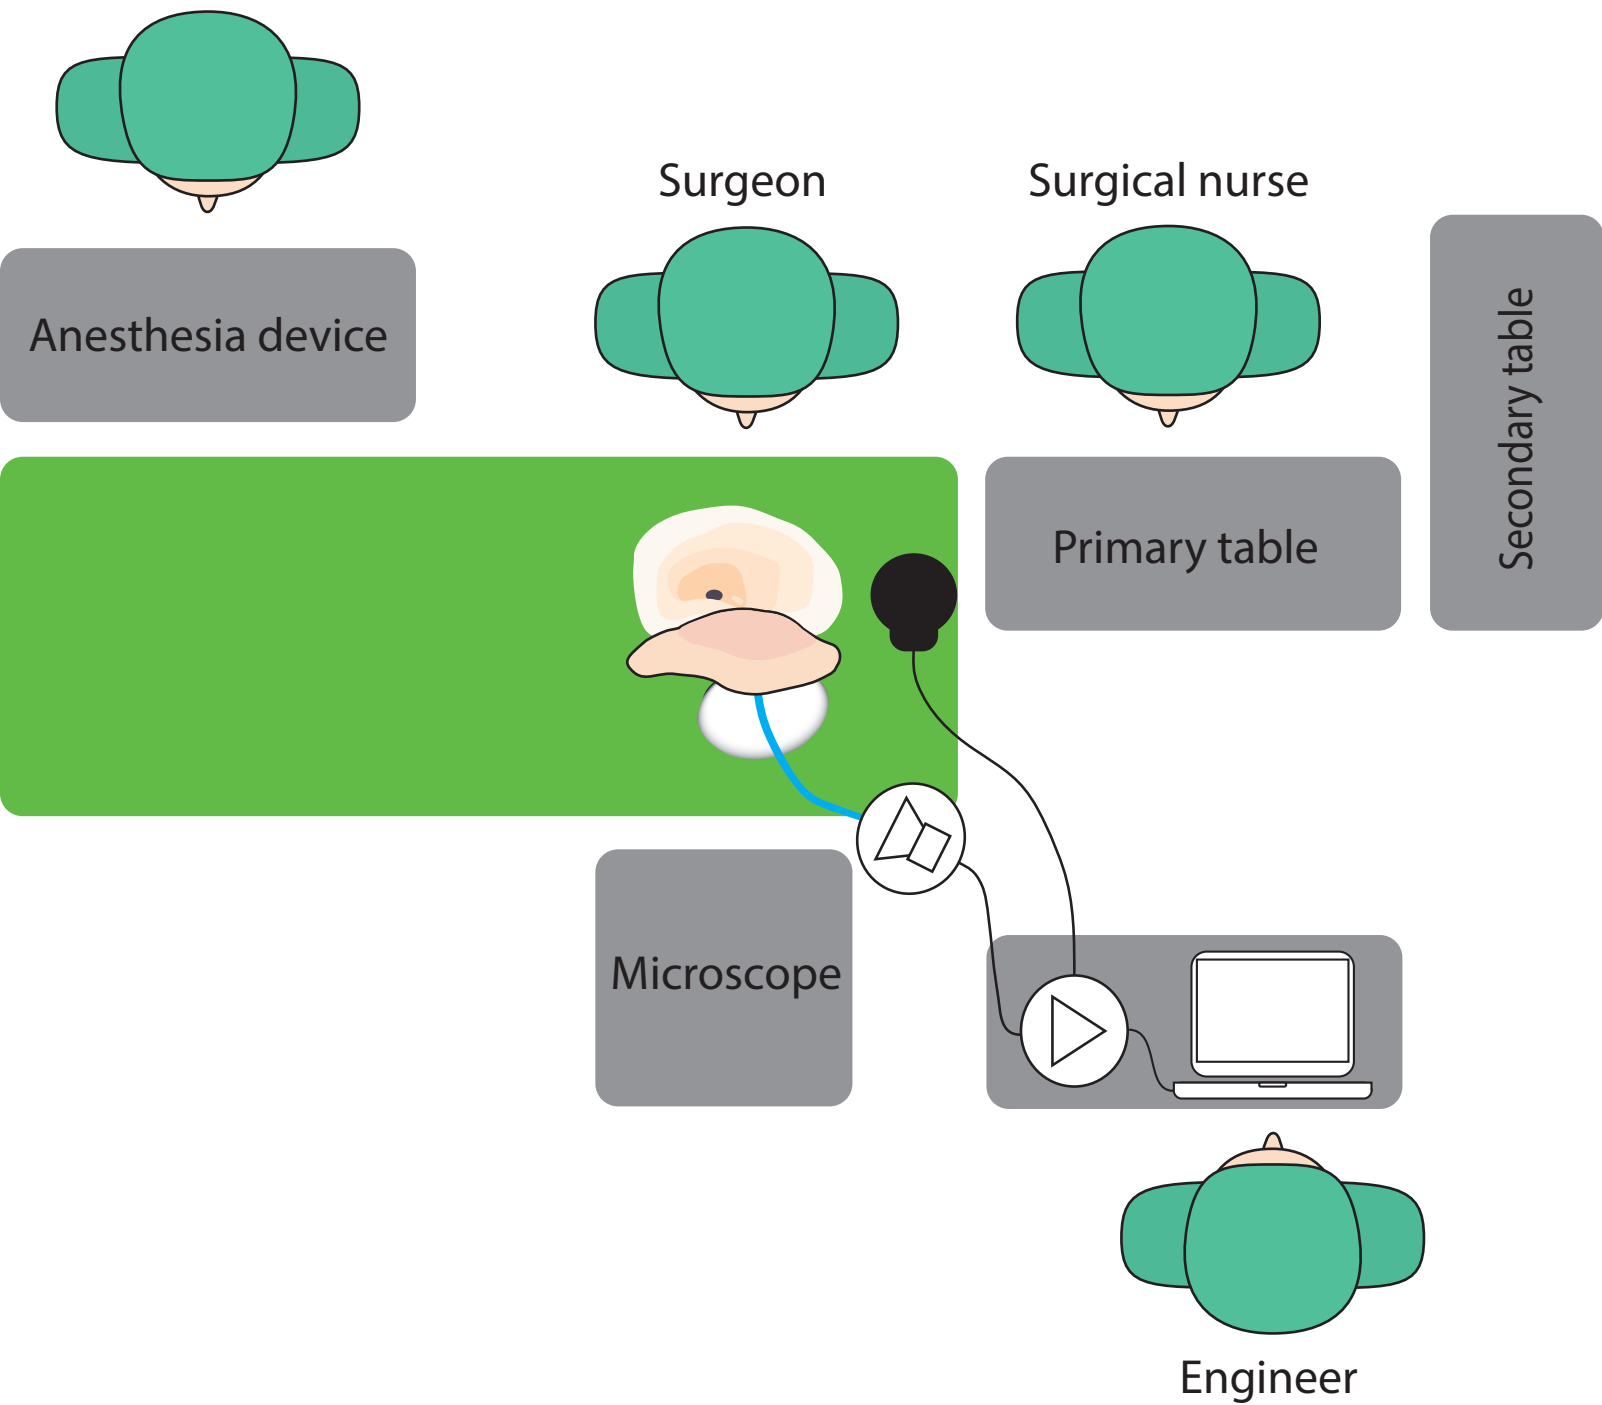 Surgeon
Surgical nurse
Anesthesia device
Secondary table
Primary table
Microscope
Engineer